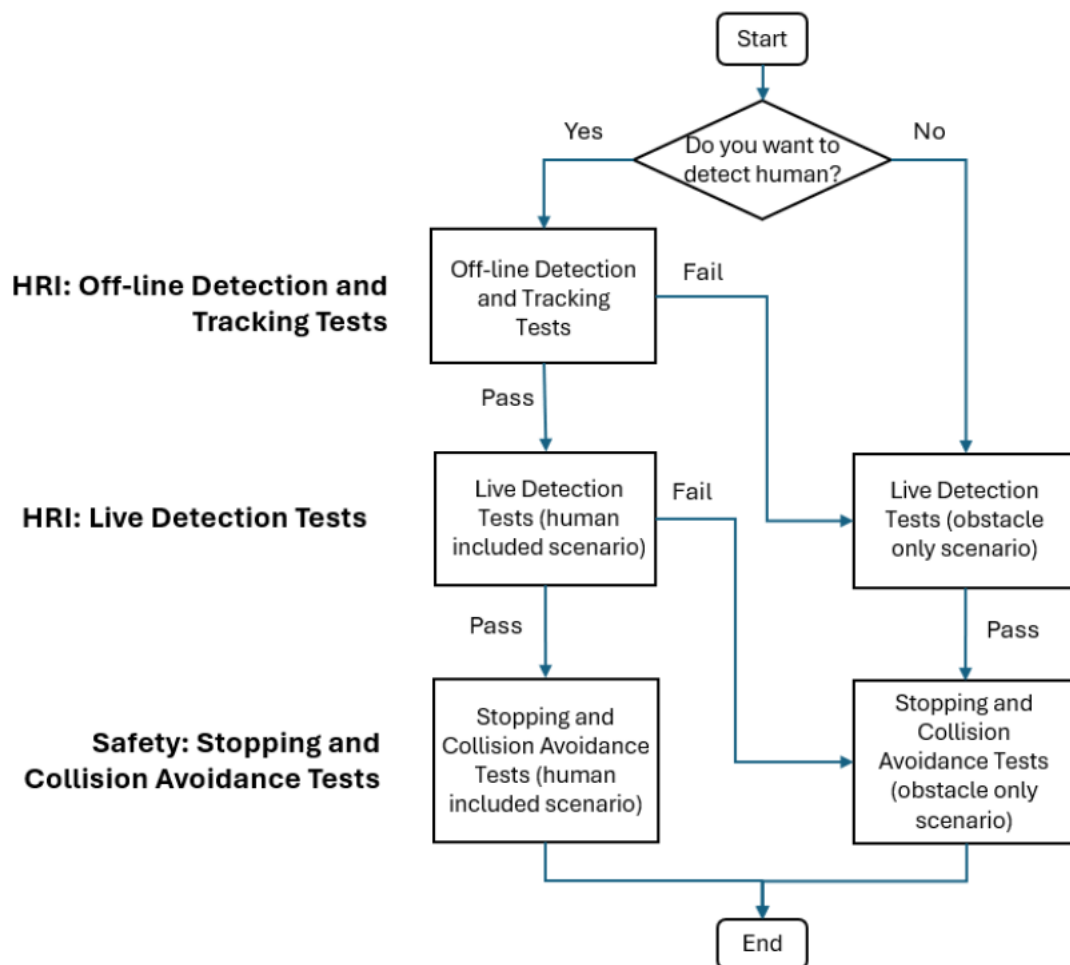 Start
Do you want to
detect human?
Yes
No
HRI: Off-line Detection and
Tracking Tests
Off-line Detection
and Tracking
Tests
Fail
Pass
HRI: Live Detection Tests
Live Detection
Tests (human
included scenario)
Fail
Live Detection
Tests (obstacle
only scenario)
Pass
Pass
Safety: Stopping and
Collision Avoidance Tests
Stopping and
Collision Avoidance
Tests (human
included scenario)
Stopping and
Collision
Avoidance Tests
(obstacle only
scenario)
End